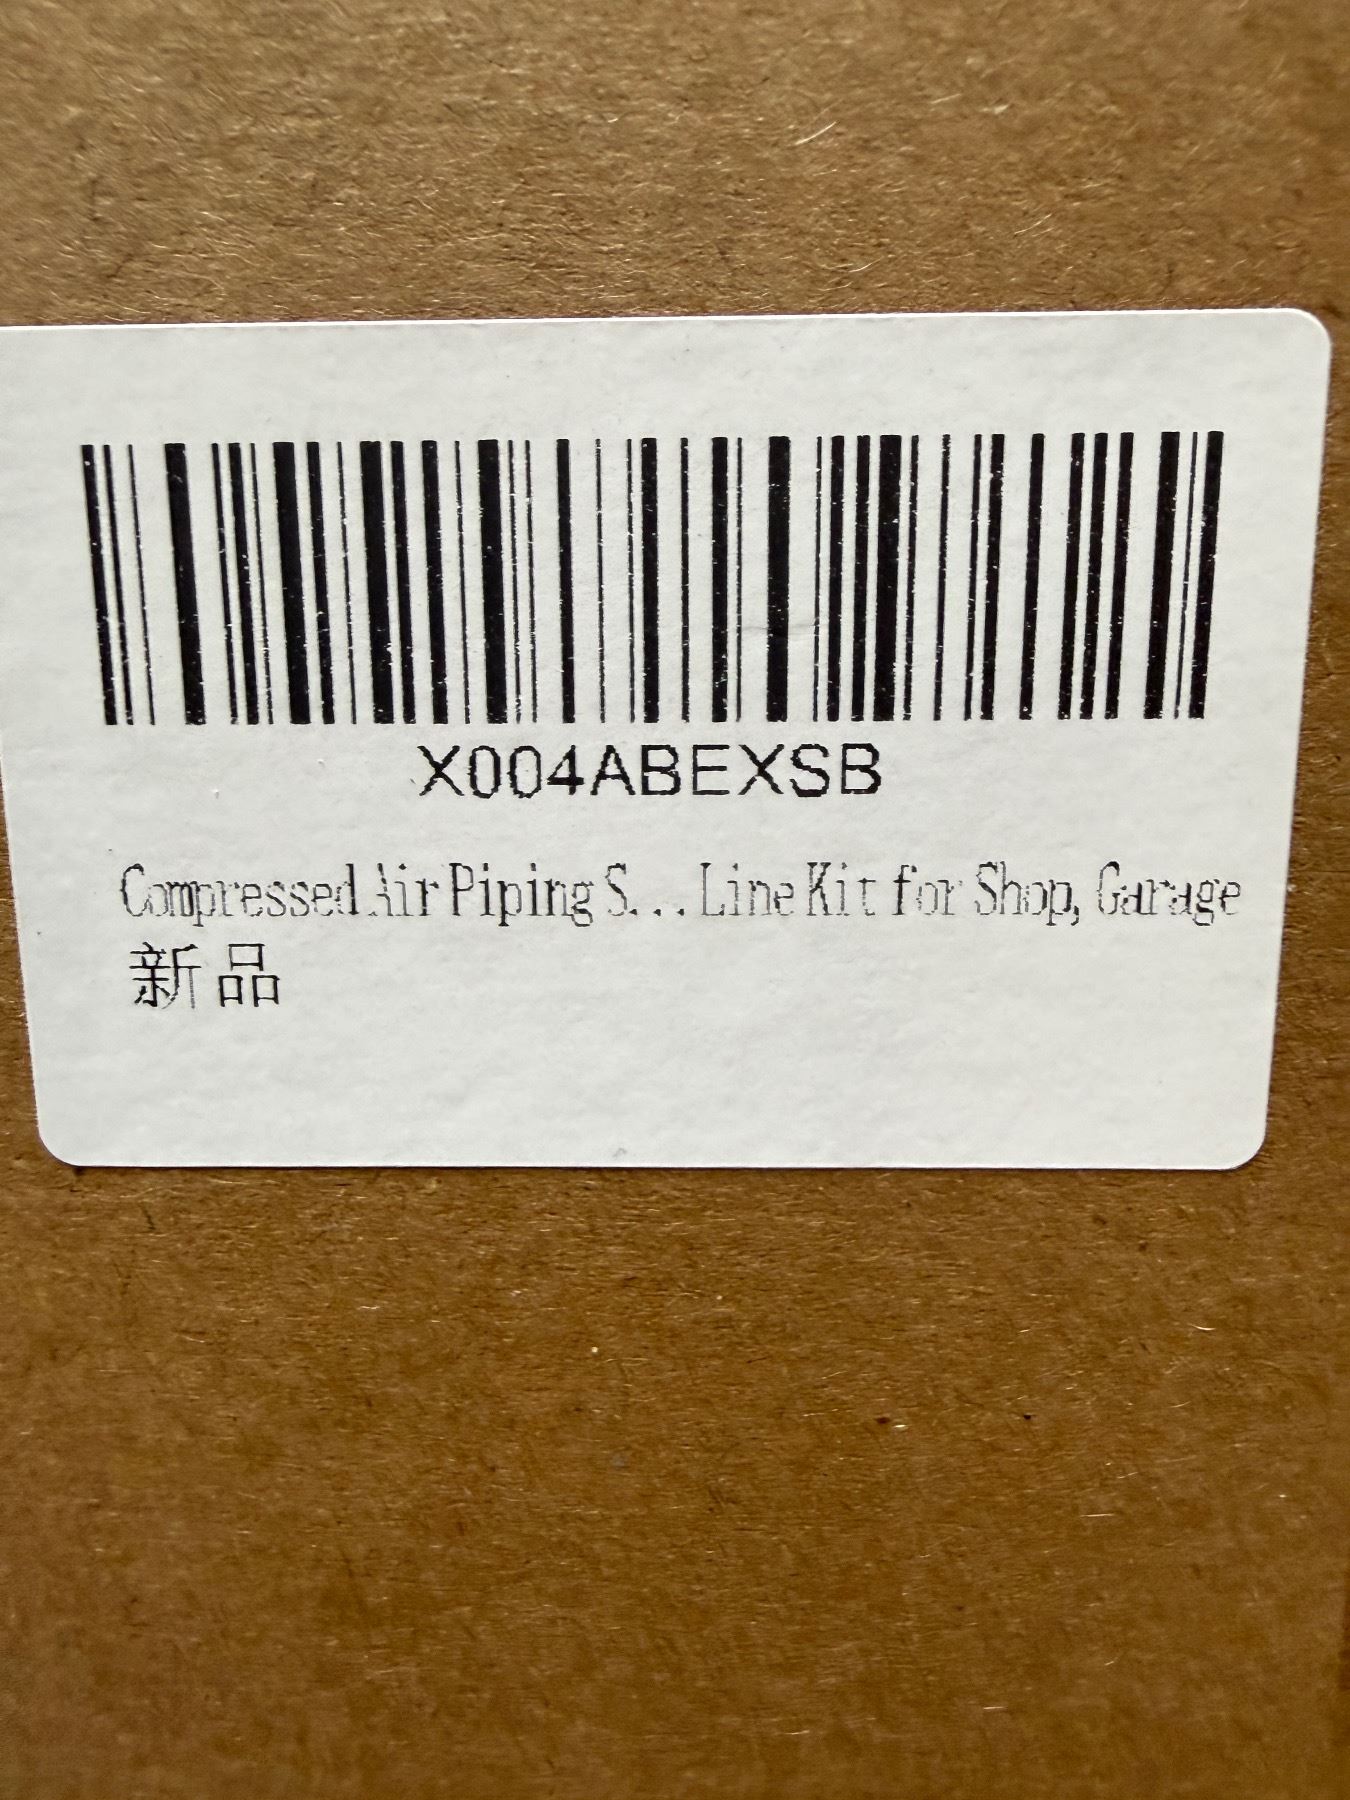 X004ABEXSB
Compressed Air Piping S...Line Kit for Shop, Garage
新品